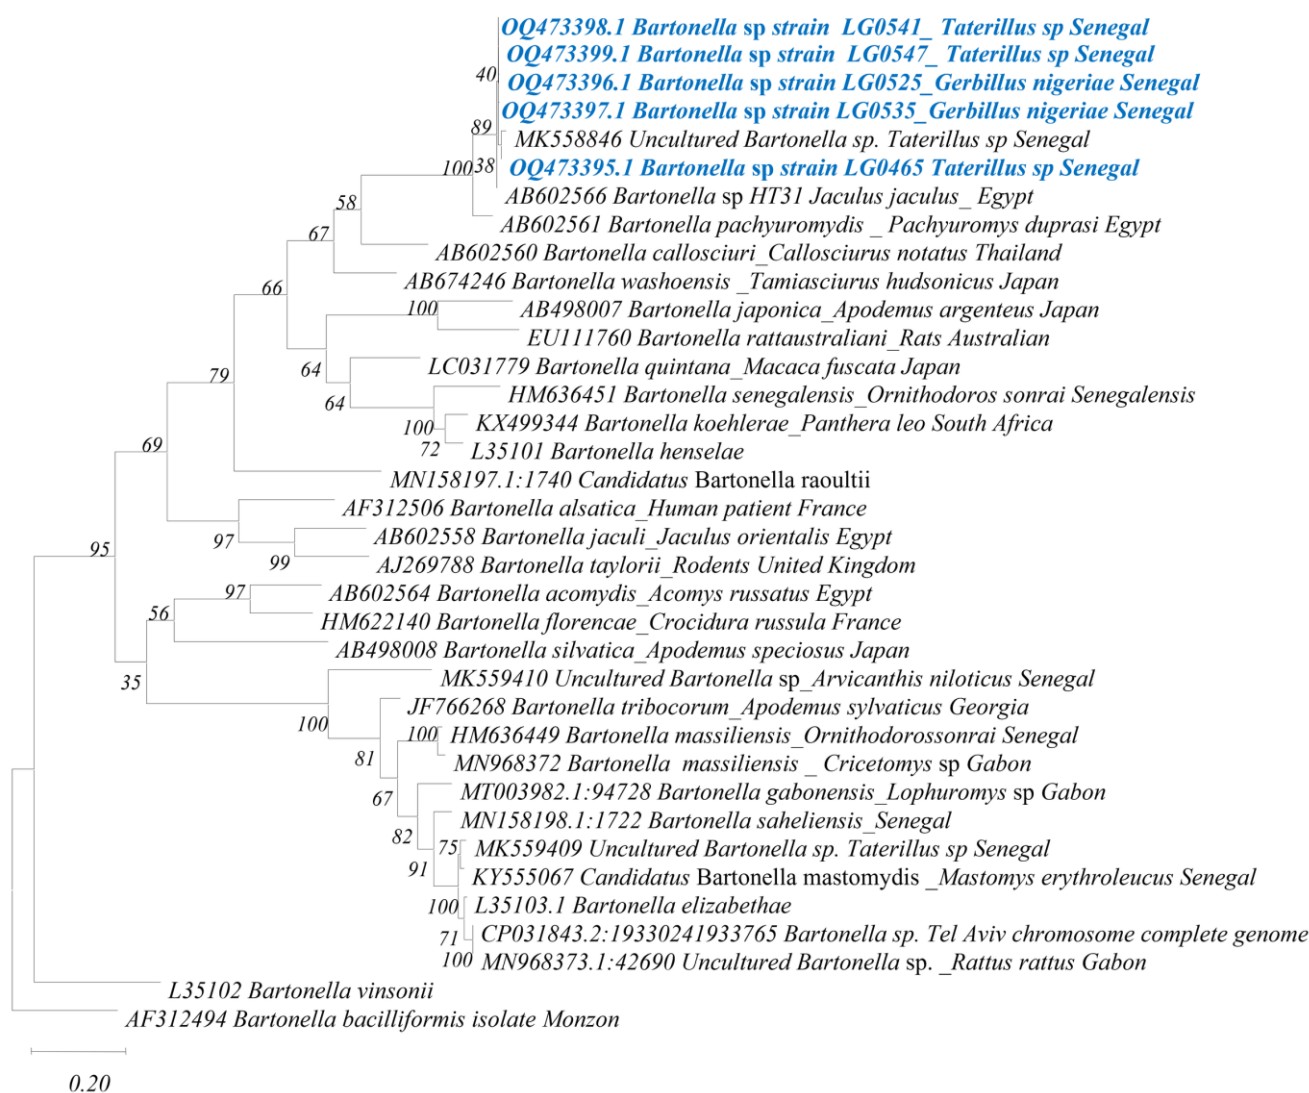 OQ473398.1 Bartonella sp strain LG0541_ Taterillus sp Senegal
OQ473399.1 Bartonella sp strain LG0547_ Taterillus sp Senegal
40
OQ473396.1 Bartonella sp strain LG0525_Gerbillus nigeriae Senegal
OQ473397.1 Bartonella sp strain LG0535_Gerbillus nigeriae Senegal
89
MK558846 Uncultured Bartonella sp. Taterillus sp Senegal
100
38
OQ473395.1 Bartonella sp strain LG0465 Taterillus sp Senegal
AB602566 Bartonella sp HT31 Jaculus jaculus_ Egypt
58
AB602561 Bartonella pachyuromydis _ Pachyuromys duprasi Egypt
67
AB602560 Bartonella callosciuri_Callosciurus notatus Thailand
AB674246 Bartonella washoensis _Tamiasciurus hudsonicus Japan
66
100
AB498007 Bartonella japonica_Apodemus argenteus Japan
EU111760 Bartonella rattaustraliani_Rats Australian
64
LC031779 Bartonella quintana_Macaca fuscata Japan
79
HM636451 Bartonella senegalensis_Ornithodoros sonrai Senegalensis
64
KX499344 Bartonella koehlerae_Panthera leo South Africa
100
72
L35101 Bartonella henselae
69
MN158197.1:1740 Candidatus Bartonella raoultii
AF312506 Bartonella alsatica_Human patient France
97
AB602558 Bartonella jaculi_Jaculus orientalis Egypt
95
99
AJ269788 Bartonella taylorii_Rodents United Kingdom
97
AB602564 Bartonella acomydis_Acomys russatus Egypt
56
HM622140 Bartonella florencae_Crocidura russula France
AB498008 Bartonella silvatica_Apodemus speciosus Japan
35
MK559410 Uncultured Bartonella sp_Arvicanthis niloticus Senegal
JF766268 Bartonella tribocorum_Apodemus sylvaticus Georgia
100
100
HM636449 Bartonella massiliensis_Ornithodorossonrai Senegal
81
MN968372 Bartonella massiliensis _ Cricetomys sp Gabon
67
MT003982.1:94728 Bartonella gabonensis_Lophuromys sp Gabon
MN158198.1:1722 Bartonella saheliensis_Senegal
82
75
MK559409 Uncultured Bartonella sp. Taterillus sp Senegal
91
KY555067 Candidatus Bartonella mastomydis _Mastomys erythroleucus Senegal
100
L35103.1 Bartonella elizabethae
71
CP031843.2:19330241933765 Bartonella sp. Tel Aviv chromosome complete genome
100
MN968373.1:42690 Uncultured Bartonella sp. _Rattus rattus Gabon
L35102 Bartonella vinsonii
AF312494 Bartonella bacilliformis isolate Monzon
0.20